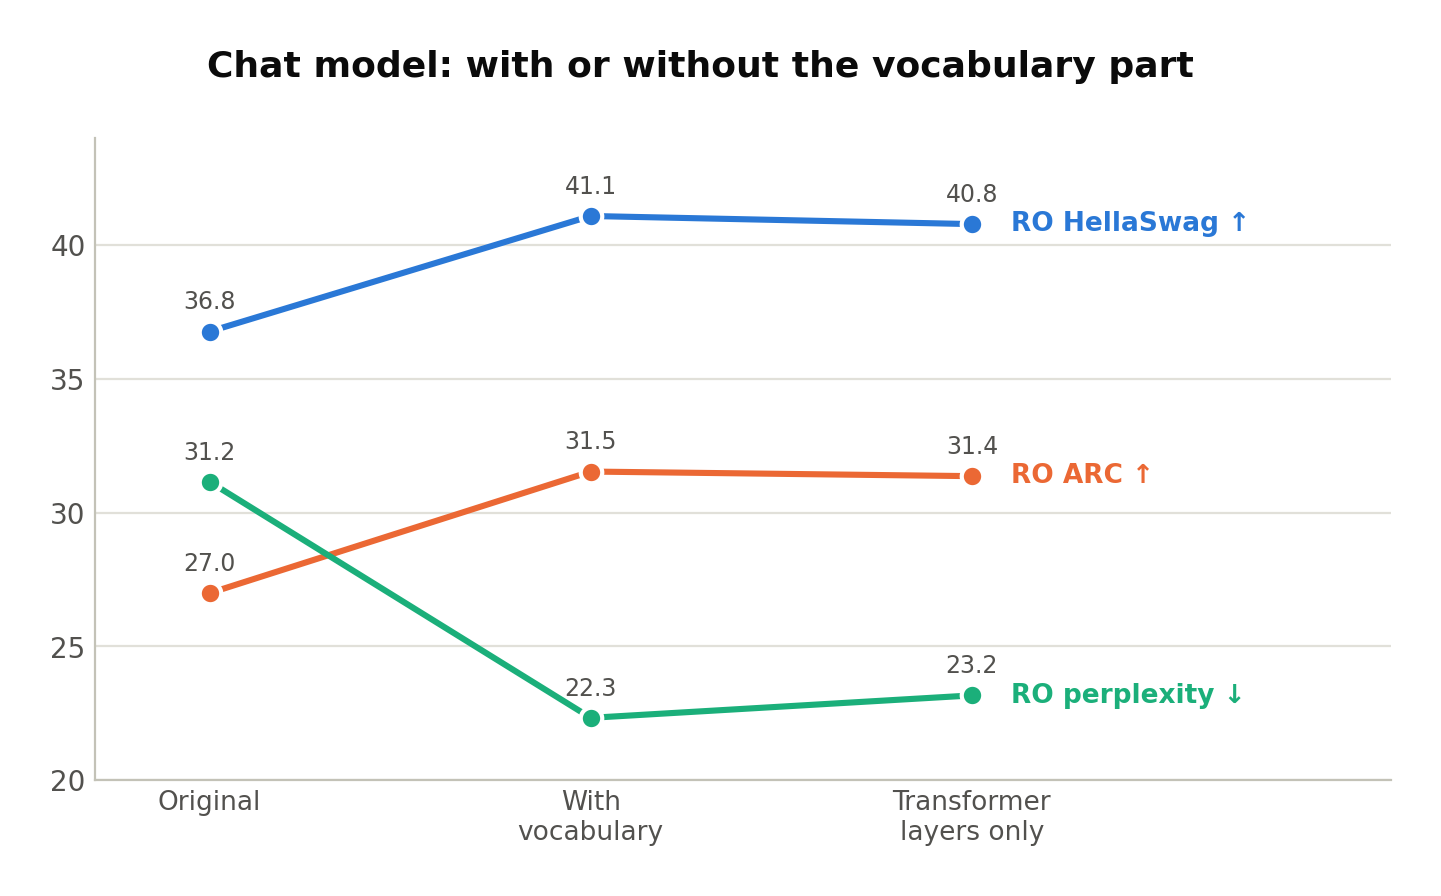 Chat model: with or without the vocabulary part
41.1
40.8
RO HellaSwag ↑
40
36.8
35
31.2
31.5
31.4
RO ARC ↑
30
27.0
25
22.3
23.2
RO perplexity ↓
20
Original
With
vocabulary
Transformer
layers only